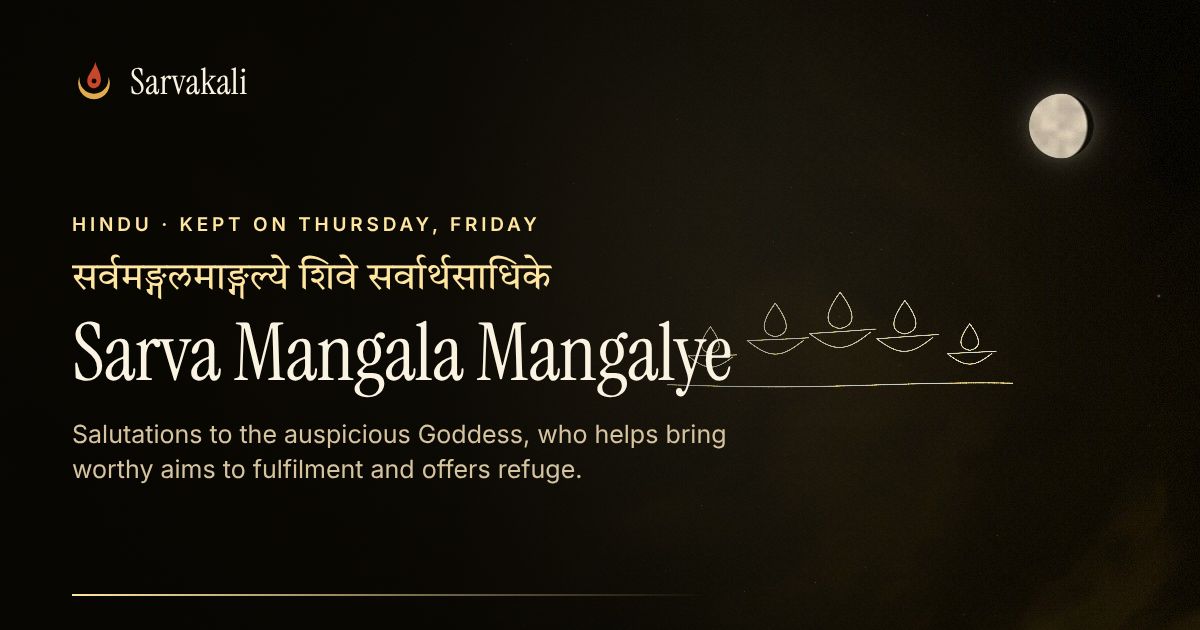 Sarvakali
HINDU · KEPT ON THURSDAY, FRIDAY
सर्वमङ्गलमाङ्गल्ये शिवे सर्वार्थसाधिके
Sarva Mangala Mangalye
Salutations to the auspicious Goddess, who helps bring
worthy aims to fulfilment and offers refuge.